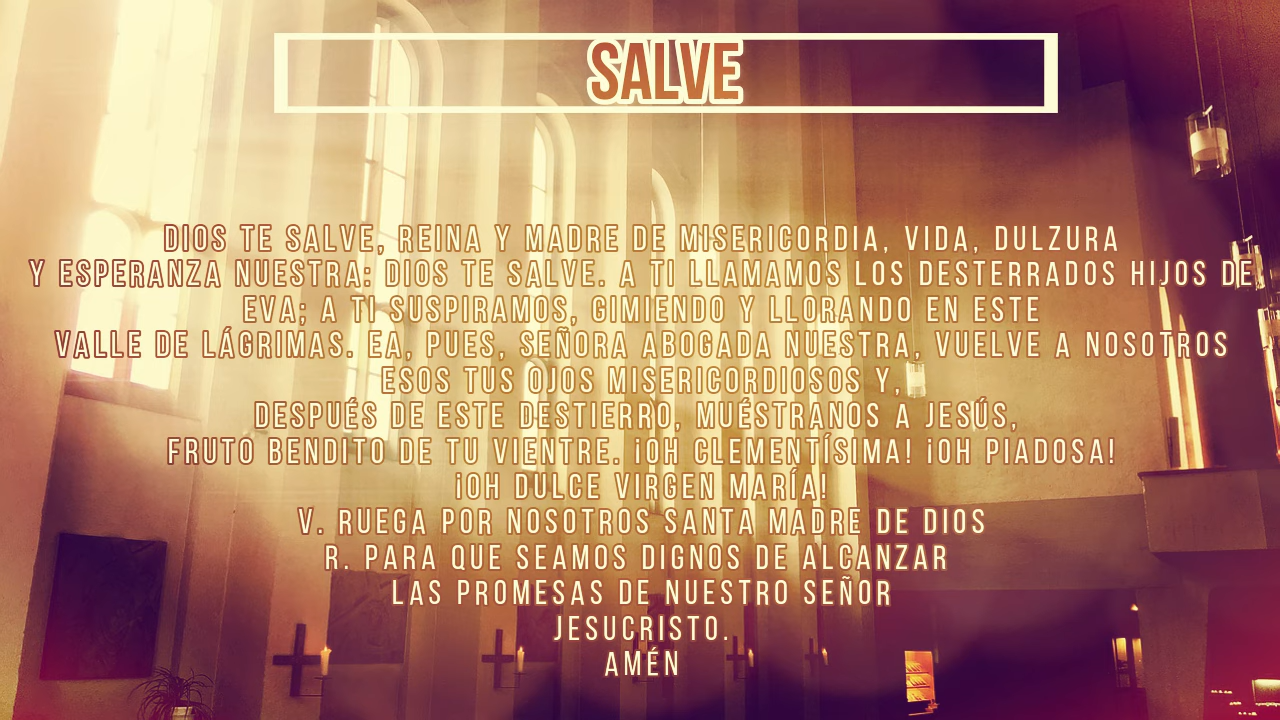 SALVE
DIOS TE SALVE, REINA Y MADRE DE MISERICORDIA, VIDA, DULZURA
Y ESPERANZA NUESTRA: DIOS TE SALVE. A TI LLAMAMOS LOS DESTERRADOS HIJOS DE
EVA; A TI SUSPIRAMOS, GIMIENDO Y LLORANDO EN ESTE
VALLE DE LÁGRIMAS. EA, PUES, SEÑORA ABOGADA NUESTRA, VUELVE A NOSOTROS
ESOS TUS OJOS MISERICORDIOSOS Y,
DESPUÉS DE ESTE DESTIERRO, MUÉSTRANOS A JESÚS,
FRUTO BENDITO DE TU VIENTRE. ¡OH CLEMENTÍSIMA! ¡OH PIADOSA!
¡OH DULCE VIRGEN MARÍA!
V. RUEGA POR NOSOTROS SANTA MADRE DE DIOS
R. PARA QUE SEAMOS DIGNOS DE ALCANZAR
LAS PROMESAS DE NUESTRO SEÑOR
JESUCRISTO.
AMÉN